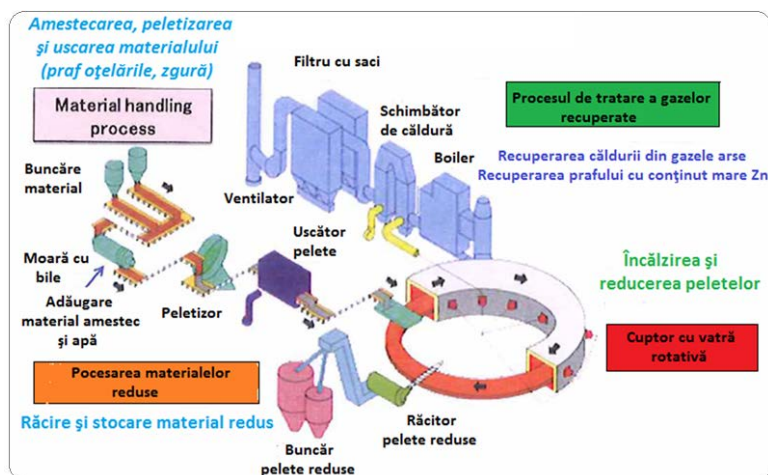 Amestecarea, peletizarea
şi uscarea materialului
(praf oţelările, zgură)
Material handling
process
Filtru cu saci
Schimbător
de căldură
Boiler
Procesul de tratare a gazelor
recuperate
Recuperarea căldurii din gazele arse
Recuperarea prafului cu conţinut mare Zn
Buncăre
material
Ventilator
Uscător
pelete
Moară cu
bile
Adăugare
material amestec
şi apă
Peletizor
Încălzirea şi
reducerea peletelor
Cuptor cu vatră
rotativă
Pocesarea materialelor
reduse
Răcire şi stocare material redus
Buncăr
pelete reduse
Răcitor
pelete reduse